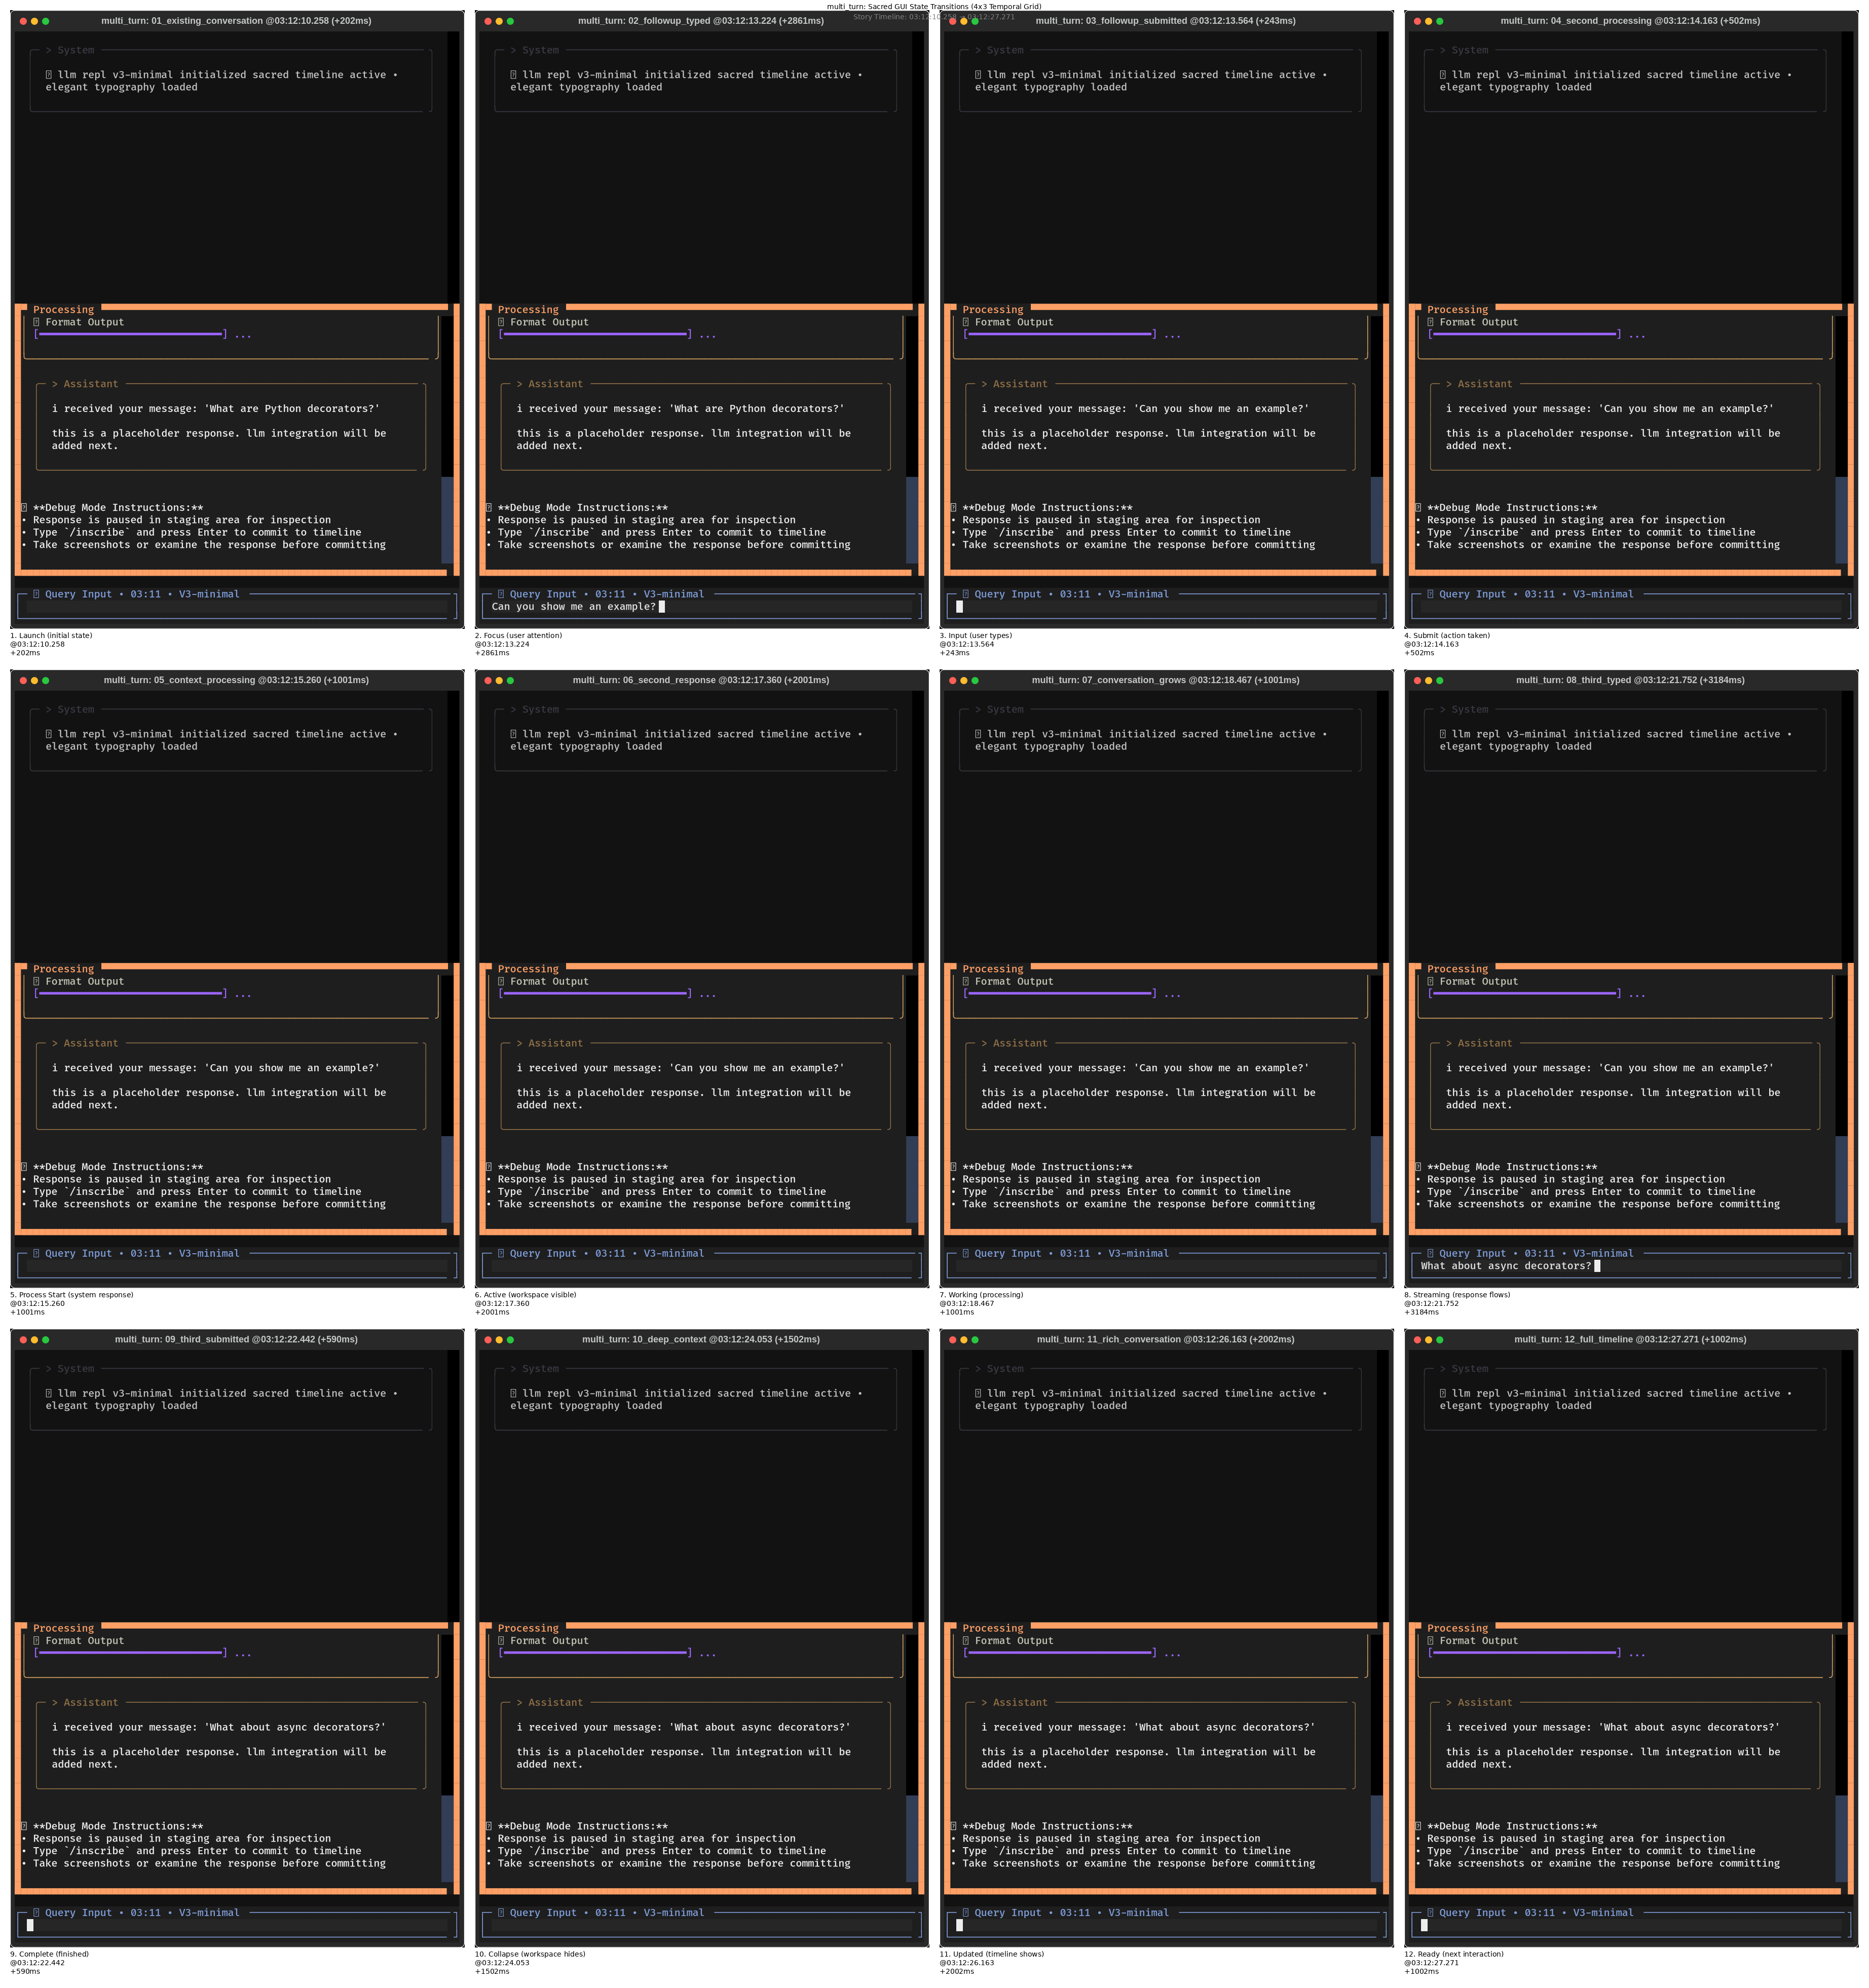 multi_turn: Sacred GUI State Transitions (4x3 Temporal Grid)
Story Timeline: 03:12:10.258 → 03:12:27.271
multi_turn: 01_existing_conversation @03:12:10.258 (+202ms)
> System
llm repl v3-minimal initialized sacred timeline active •
elegant typography loaded
Processing
Format Output
[━━━━━━━━━━━━━━━━━━━━━━━━━━━━━━] ...
> Assistant
i received your message: 'What are Python decorators?'
this is a placeholder response. llm integration will be
added next.
**Debug Mode Instructions:**
• Response is paused in staging area for inspection
• Type `/inscribe` and press Enter to commit to timeline
• Take screenshots or examine the response before committing
Query Input • 03:11 • V3-minimal
1. Launch (initial state)
@03:12:10.258
+202ms
multi_turn: 02_followup_typed @03:12:13.224 (+2861ms)
> System
llm repl v3-minimal initialized sacred timeline active •
elegant typography loaded
Processing
Format Output
[━━━━━━━━━━━━━━━━━━━━━━━━━━━━━━] ...
> Assistant
i received your message: 'What are Python decorators?'
this is a placeholder response. llm integration will be
added next.
**Debug Mode Instructions:**
• Response is paused in staging area for inspection
• Type `/inscribe` and press Enter to commit to timeline
• Take screenshots or examine the response before committing
Query Input • 03:11 • V3-minimal
Can you show me an example?
2. Focus (user attention)
@03:12:13.224
+2861ms
multi_turn: 03_followup_submitted @03:12:13.564 (+243ms)
> System
llm repl v3-minimal initialized sacred timeline active •
elegant typography loaded
Processing
Format Output
[━━━━━━━━━━━━━━━━━━━━━━━━━━━━━━] ...
> Assistant
i received your message: 'Can you show me an example?'
this is a placeholder response. llm integration will be
added next.
**Debug Mode Instructions:**
• Response is paused in staging area for inspection
• Type `/inscribe` and press Enter to commit to timeline
• Take screenshots or examine the response before committing
Query Input • 03:11 • V3-minimal
3. Input (user types)
@03:12:13.564
+243ms
multi_turn: 04_second_processing @03:12:14.163 (+502ms)
> System
llm repl v3-minimal initialized sacred timeline active •
elegant typography loaded
Processing
Format Output
[━━━━━━━━━━━━━━━━━━━━━━━━━━━━━━] ...
> Assistant
i received your message: 'Can you show me an example?'
this is a placeholder response. llm integration will be
added next.
**Debug Mode Instructions:**
• Response is paused in staging area for inspection
• Type `/inscribe` and press Enter to commit to timeline
• Take screenshots or examine the response before committing
Query Input • 03:11 • V3-minimal
4. Submit (action taken)
@03:12:14.163
+502ms
multi_turn: 05_context_processing @03:12:15.260 (+1001ms)
> System
llm repl v3-minimal initialized sacred timeline active •
elegant typography loaded
Processing
Format Output
[━━━━━━━━━━━━━━━━━━━━━━━━━━━━━━] ...
> Assistant
i received your message: 'Can you show me an example?'
this is a placeholder response. llm integration will be
added next.
**Debug Mode Instructions:**
• Response is paused in staging area for inspection
• Type `/inscribe` and press Enter to commit to timeline
• Take screenshots or examine the response before committing
Query Input • 03:11 • V3-minimal
5. Process Start (system response)
@03:12:15.260
+1001ms
multi_turn: 06_second_response @03:12:17.360 (+2001ms)
> System
llm repl v3-minimal initialized sacred timeline active •
elegant typography loaded
Processing
Format Output
[━━━━━━━━━━━━━━━━━━━━━━━━━━━━━━] ...
> Assistant
i received your message: 'Can you show me an example?'
this is a placeholder response. llm integration will be
added next.
**Debug Mode Instructions:**
• Response is paused in staging area for inspection
• Type `/inscribe` and press Enter to commit to timeline
• Take screenshots or examine the response before committing
Query Input • 03:11 • V3-minimal
6. Active (workspace visible)
@03:12:17.360
+2001ms
multi_turn: 07_conversation_grows @03:12:18.467 (+1001ms)
> System
llm repl v3-minimal initialized sacred timeline active •
elegant typography loaded
Processing
Format Output
[━━━━━━━━━━━━━━━━━━━━━━━━━━━━━━] ...
> Assistant
i received your message: 'Can you show me an example?'
this is a placeholder response. llm integration will be
added next.
**Debug Mode Instructions:**
• Response is paused in staging area for inspection
• Type `/inscribe` and press Enter to commit to timeline
• Take screenshots or examine the response before committing
Query Input • 03:11 • V3-minimal
7. Working (processing)
@03:12:18.467
+1001ms
multi_turn: 08_third_typed @03:12:21.752 (+3184ms)
> System
llm repl v3-minimal initialized sacred timeline active •
elegant typography loaded
Processing
Format Output
[━━━━━━━━━━━━━━━━━━━━━━━━━━━━━━] ...
> Assistant
i received your message: 'Can you show me an example?'
this is a placeholder response. llm integration will be
added next.
**Debug Mode Instructions:**
• Response is paused in staging area for inspection
• Type `/inscribe` and press Enter to commit to timeline
• Take screenshots or examine the response before committing
Query Input • 03:11 • V3-minimal
What about async decorators?
8. Streaming (response flows)
@03:12:21.752
+3184ms
multi_turn: 09_third_submitted @03:12:22.442 (+590ms)
> System
llm repl v3-minimal initialized sacred timeline active •
elegant typography loaded
Processing
Format Output
[━━━━━━━━━━━━━━━━━━━━━━━━━━━━━━] ...
> Assistant
i received your message: 'What about async decorators?'
this is a placeholder response. llm integration will be
added next.
**Debug Mode Instructions:**
• Response is paused in staging area for inspection
• Type `/inscribe` and press Enter to commit to timeline
• Take screenshots or examine the response before committing
Query Input • 03:11 • V3-minimal
9. Complete (finished)
@03:12:22.442
+590ms
multi_turn: 10_deep_context @03:12:24.053 (+1502ms)
> System
llm repl v3-minimal initialized sacred timeline active •
elegant typography loaded
Processing
Format Output
[━━━━━━━━━━━━━━━━━━━━━━━━━━━━━━] ...
> Assistant
i received your message: 'What about async decorators?'
this is a placeholder response. llm integration will be
added next.
**Debug Mode Instructions:**
• Response is paused in staging area for inspection
• Type `/inscribe` and press Enter to commit to timeline
• Take screenshots or examine the response before committing
Query Input • 03:11 • V3-minimal
10. Collapse (workspace hides)
@03:12:24.053
+1502ms
multi_turn: 11_rich_conversation @03:12:26.163 (+2002ms)
> System
llm repl v3-minimal initialized sacred timeline active •
elegant typography loaded
Processing
Format Output
[━━━━━━━━━━━━━━━━━━━━━━━━━━━━━━] ...
> Assistant
i received your message: 'What about async decorators?'
this is a placeholder response. llm integration will be
added next.
**Debug Mode Instructions:**
• Response is paused in staging area for inspection
• Type `/inscribe` and press Enter to commit to timeline
• Take screenshots or examine the response before committing
Query Input • 03:11 • V3-minimal
11. Updated (timeline shows)
@03:12:26.163
+2002ms
multi_turn: 12_full_timeline @03:12:27.271 (+1002ms)
> System
llm repl v3-minimal initialized sacred timeline active •
elegant typography loaded
Processing
Format Output
[━━━━━━━━━━━━━━━━━━━━━━━━━━━━━━] ...
> Assistant
i received your message: 'What about async decorators?'
this is a placeholder response. llm integration will be
added next.
**Debug Mode Instructions:**
• Response is paused in staging area for inspection
• Type `/inscribe` and press Enter to commit to timeline
• Take screenshots or examine the response before committing
Query Input • 03:11 • V3-minimal
12. Ready (next interaction)
@03:12:27.271
+1002ms